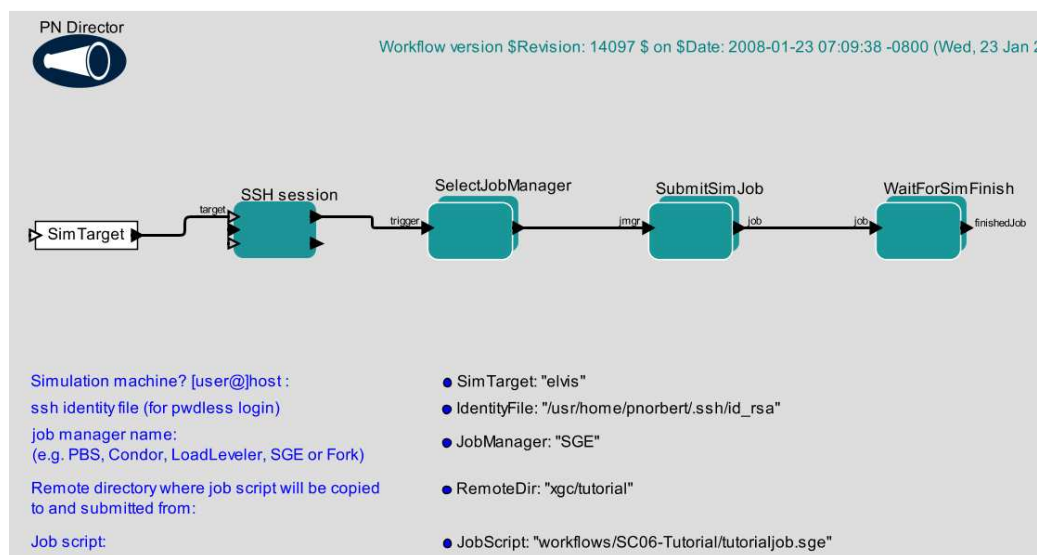 PN Director
Workflow version $Revision: 14097 $ on $Date: 2008-01-23 07:09:38 -0800 (Wed, 23 Jan 2
SSH session
SelectJobManager
SubmitSimJob
WaitForSimFinish
target
SimTarget
trigger
jmgr
job
job
finishedJob
Simulation machine? [user@]host :
SimTarget: "elvis"
ssh identity file (for pwdless login)
IdentityFile: "/usr/home/pnorbert/.ssh/id_rsa"
job manager name:
(e.g. PBS, Condor, LoadLeveler, SGE or Fork)
JobManager: "SGE"
Remote directory where job script will be copied
to and submitted from:
RemoteDir: "xgc/tutorial"
Job script:
JobScript: "workflows/SC06-Tutorial/tutorialjob.sge"